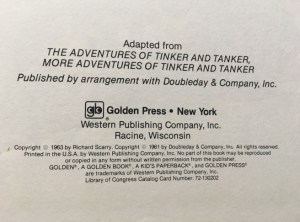 Adapted from
THE ADVENTURES OF TINKER AND TANKER,
MORE ADVENTURES OF TINKER AND TANKER
Published by arrangement with Doubleday & Company, Inc.
gb Golden Press • New York
Western Publishing Company, Inc.
Racine, Wisconsin
Copyright © 1963 by Richard Scarry. Copyright © 1961 by Doubleday & Company, Inc. All rights reserved.
Printed in the U.S.A. by Western Publishing Company, Inc. No part of this book may be reproduced
or copied in any form without written permission from the publisher.
GOLDEN®, A GOLDEN BOOK®, A KID'S PAPERBACK, and GOLDEN PRESS®
are trademarks of Western Publishing Company, Inc.
Library of Congress Catalog Card Number: 72-130202